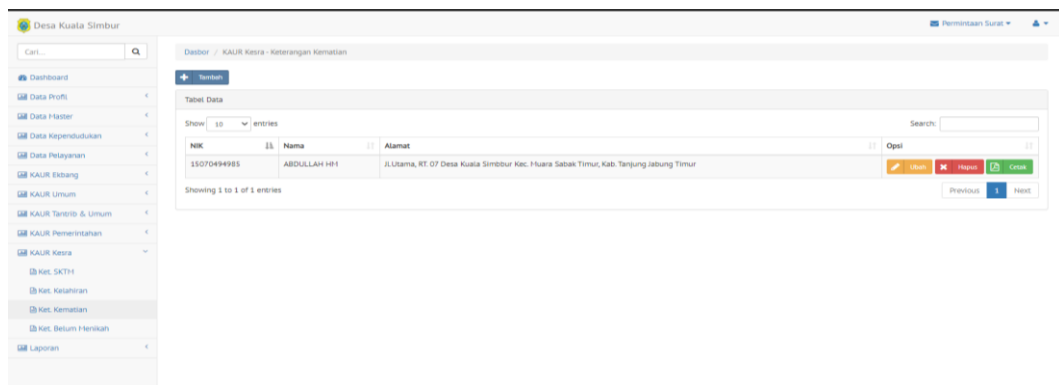 Desa Kuala Simbur
Permintaan Surat
Cari...
Dasbor / KAUR Kesra - Keterangan Kematian
Dashboard
Data Profil
Data Master
Data Kependudukan
Data Pelayanan
KAUR Ekbang
KAUR Umum
KAUR Tantrib & Umum
KAUR Pemerintahan
KAUR Kesra
Ket. SKTM
Ket. Kelahiran
Ket. Kematian
Ket. Belum Menikah
Laporan
Tambah
Tabel Data
Show 10 entries
Search:
NIK Nama Alamat Opsi
15070494985 ABDULLAH HM Jl.Utama, RT. 07 Desa Kuala Simbbur Kec. Muara Sabak Timur, Kab. Tanjung Jabung Timur Ubah Hapus Cetak
Showing 1 to 1 of 1 entries
Previous 1 Next